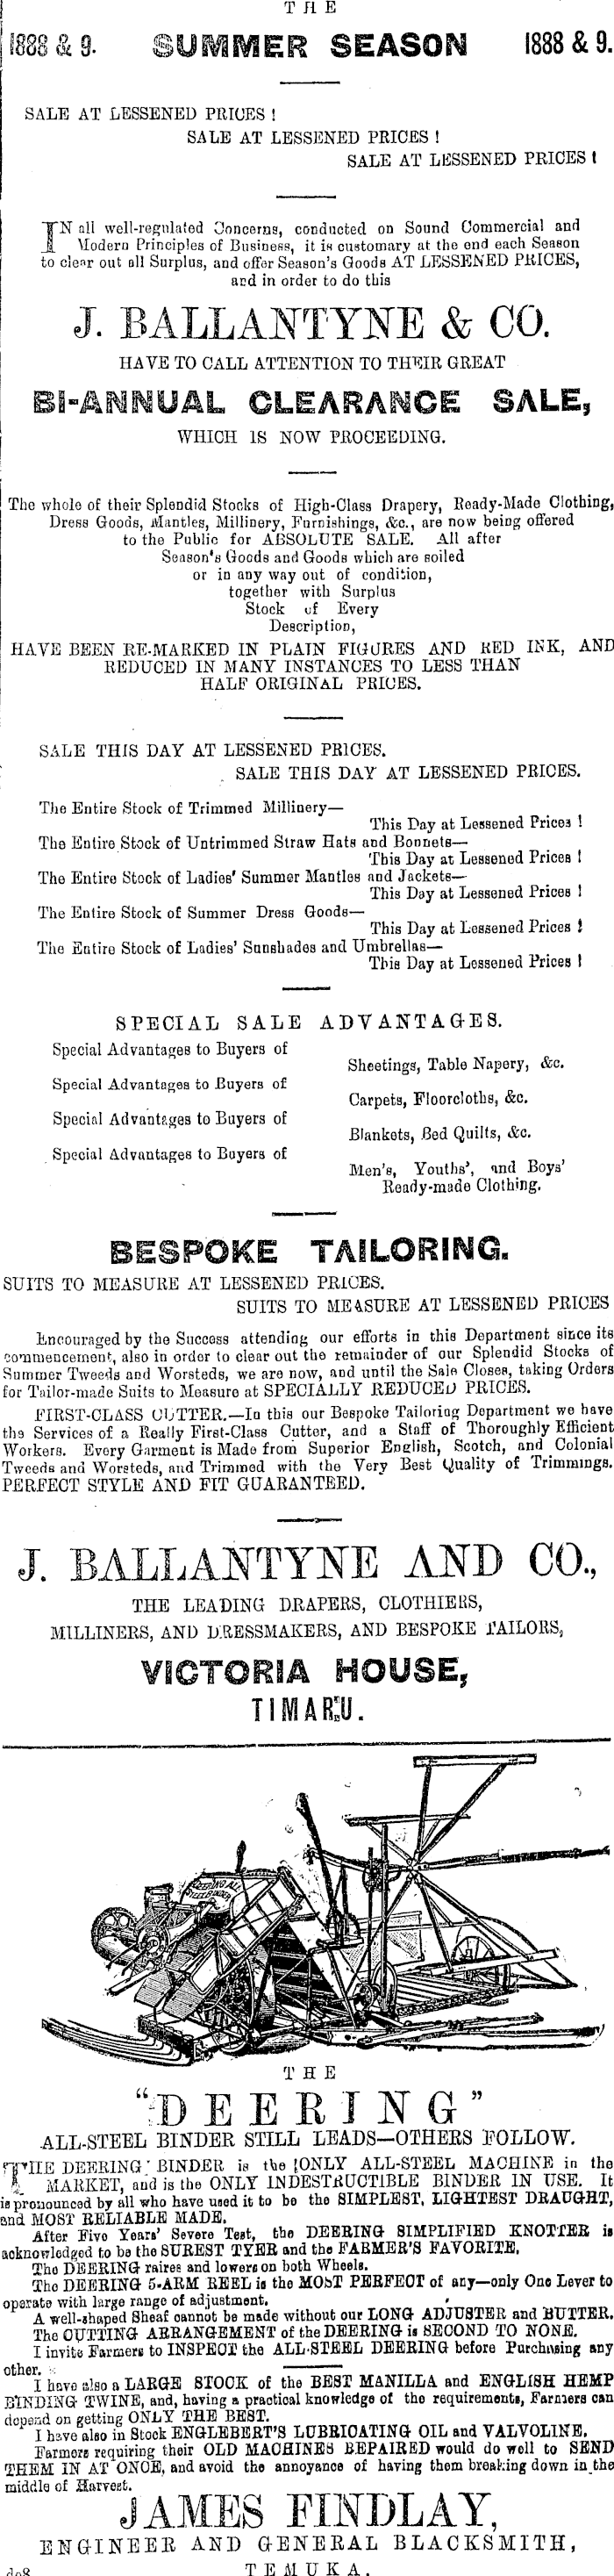 THE
1888 & 9. SUMMER SEASON 1888 & 9.
SALE AT LESSENED PRICES !
SALE AT LESSENED PRICES !
SALE AT LESSENED PRICES !
IN all well-regulated Concerns, conducted on Sound Commercial and
Modern Principles of Business, it is customary at the end each Season
to clear out all Surplus, and offer Season's Goods AT LESSENED PRICES,
and in order to do this
J. BALLANTYNE & CO.
HAVE TO CALL ATTENTION TO THEIR GREAT
BI-ANNUAL CLEARANCE SALE,
WHICH IS NOW PROCEEDING.
The whole of their Splendid Stocks of High-Class Drapery, Ready-Made Clothing,
Dress Goods, Mantles, Millinery, Furnishings, &c., are now being offered
to the Public for ABSOLUTE SALE. All after
Season's Goods and Goods which are soiled
or in any way out of condition,
together with Surplus
Stock of Every
Description,
HAVE BEEN RE-MARKED IN PLAIN FIGURES AND RED INK, AND
REDUCED IN MANY INSTANCES TO LESS THAN
HALF ORIGINAL PRICES.
SALE THIS DAY AT LESSENED PRICES.
SALE THIS DAY AT LESSENED PRICES.
The Entire Stock of Trimmed Millinery—
This Day at Lessened Prices !
The Entire Stock of Untrimmed Straw Hats and Bonnets—
This Day at Lessened Prices !
The Entire Stock of Ladies' Summer Mantles and Jackets—
This Day at Lessened Prices !
The Entire Stock of Summer Dress Goods—
This Day at Lessened Prices !
The Entire Stock of Ladies' Sunshades and Umbrellas—
This Day at Lessened Prices !
SPECIAL SALE ADVANTAGES.
Special Advantages to Buyers of
Sheetings, Table Napery, &c.
Special Advantages to Buyers of
Carpets, Floorcloths, &c.
Special Advantages to Buyers of
Blankets, Bed Quilts, &c.
Special Advantages to Buyers of
Men's, Youths', and Boys'
Ready-made Clothing.
BESPOKE TAILORING.
SUITS TO MEASURE AT LESSENED PRICES.
SUITS TO MEASURE AT LESSENED PRICES
Encouraged by the Success attending our efforts in this Department since its
commencement, also in order to clear out the remainder of our Splendid Stocks of
Summer Tweeds and Worsteds, we are now, and until the Sale Closes, taking Orders
for Tailor-made Suits to Measure at SPECIALLY REDUCED PRICES.
FIRST-CLASS CUTTER.—In this our Bespoke Tailoring Department we have
the Services of a Really First-Class Cutter, and a Staff of Thoroughly Efficient
Workers. Every Garment is Made from Superior English, Scotch, and Colonial
Tweeds and Worsteds, and Trimmed with the Very Best Quality of Trimmings.
PERFECT STYLE AND FIT GUARANTEED.
J. BALLANTYNE AND CO.,
THE LEADING DRAPERS, CLOTHIERS,
MILLINERS, AND DRESSMAKERS, AND BESPOKE TAILORS,
VICTORIA HOUSE,
TIMARU.
DEERING ALL
STEEL BINDER
THE
"DEERING"
ALL-STEEL BINDER STILL LEADS—OTHERS FOLLOW.
THE DEERING BINDER is the ONLY ALL-STEEL MACHINE in the
MARKET, and is the ONLY INDESTRUCTIBLE BINDER IN USE. It
is pronounced by all who have used it to be the SIMPLEST, LIGHTEST DRAUGHT,
and MOST RELIABLE MADE.
After Five Years' Severe Test, the DEERING SIMPLIFIED KNOTTER is
acknowledged to be the SUREST TYER and the FARMER'S FAVORITE.
The DEERING raires and lowers on both Wheels.
The DEERING 5-ARM REEL is the MOST PERFECT of any—only One Lever to
operate with large range of adjustment.
A well-shaped Sheaf cannot be made without our LONG ADJUSTER and BUTTER.
The CUTTING ARRANGEMENT of the DEERING is SECOND TO NONE.
I invite Farmers to INSPECT the ALL-STEEL DEERING before Purchasing any
other.
I have also a LARGE STOCK of the BEST MANILLA and ENGLISH HEMP
BINDING TWINE, and, having a practical knowledge of the requirements, Farmers can
depend on getting ONLY THE BEST.
I have also in Stock ENGLEBERT'S LUBRICATING OIL and VALVOLINE.
Farmers requiring their OLD MACHINES REPAIRED would do well to SEND
THEM IN AT ONCE, and avoid the annoyance of having them breaking down in the
middle of Harvest.
JAMES FINDLAY,
ENGINEER AND GENERAL BLACKSMITH,
de8 TEMUKA.